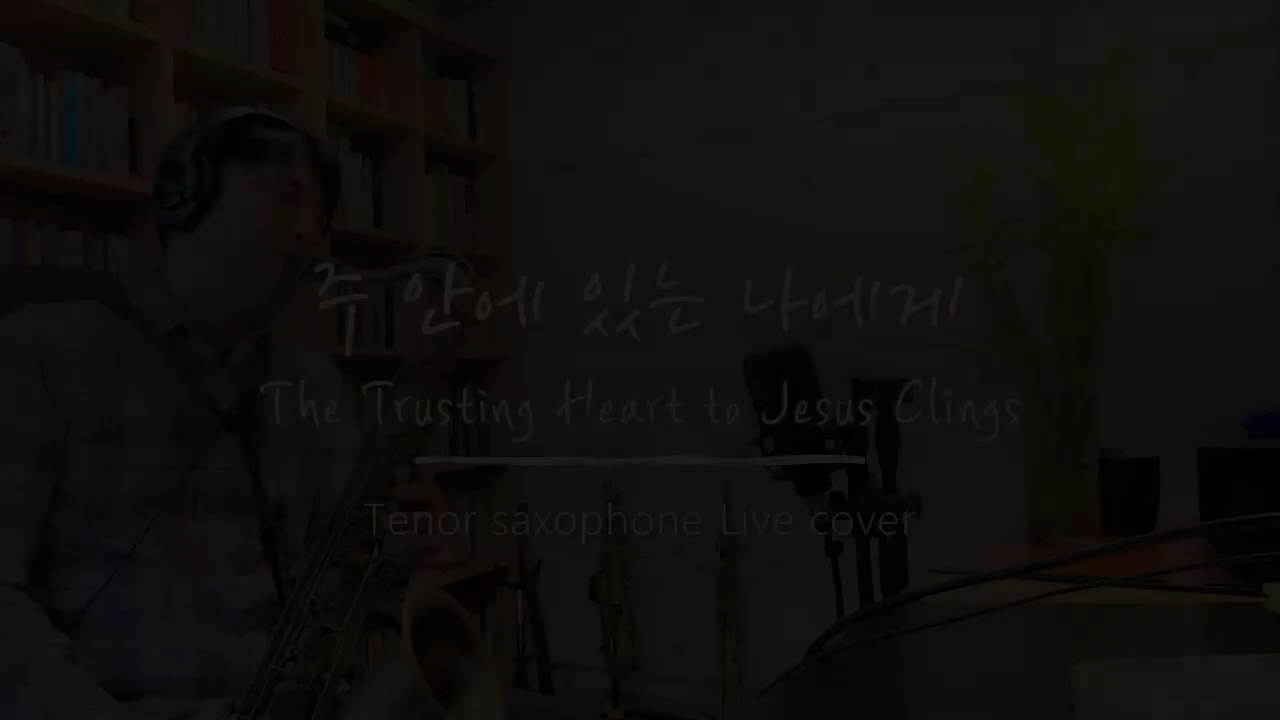 주 안에 있는 나에게
The Trusting Heart to Jesus Clings
Tenor saxophone Live cover